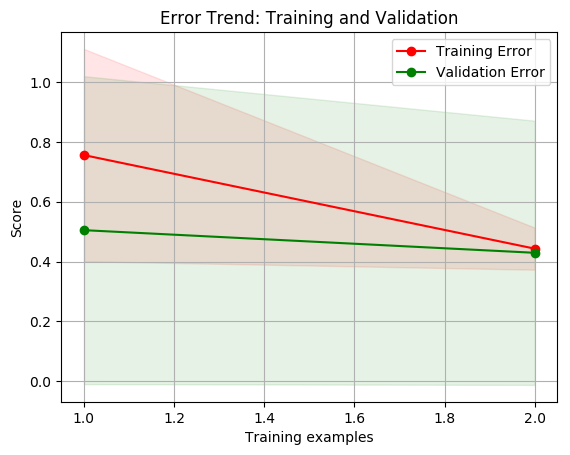 Error Trend: Training and Validation
Training Error
Validation Error
Score
1.0
0.8
0.6
0.4
0.2
0.0
1.0 1.2 1.4 1.6 1.8 2.0
Training examples